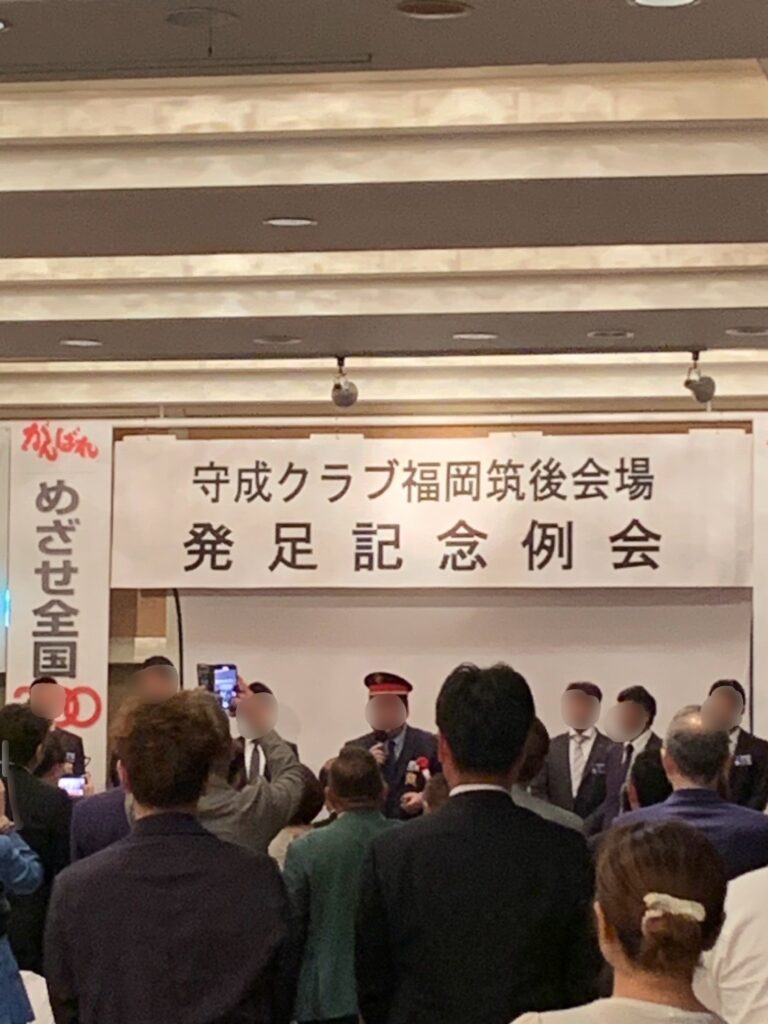 がんばれ
めざせ全国
守成クラブ福岡筑後会場
発足記念例会